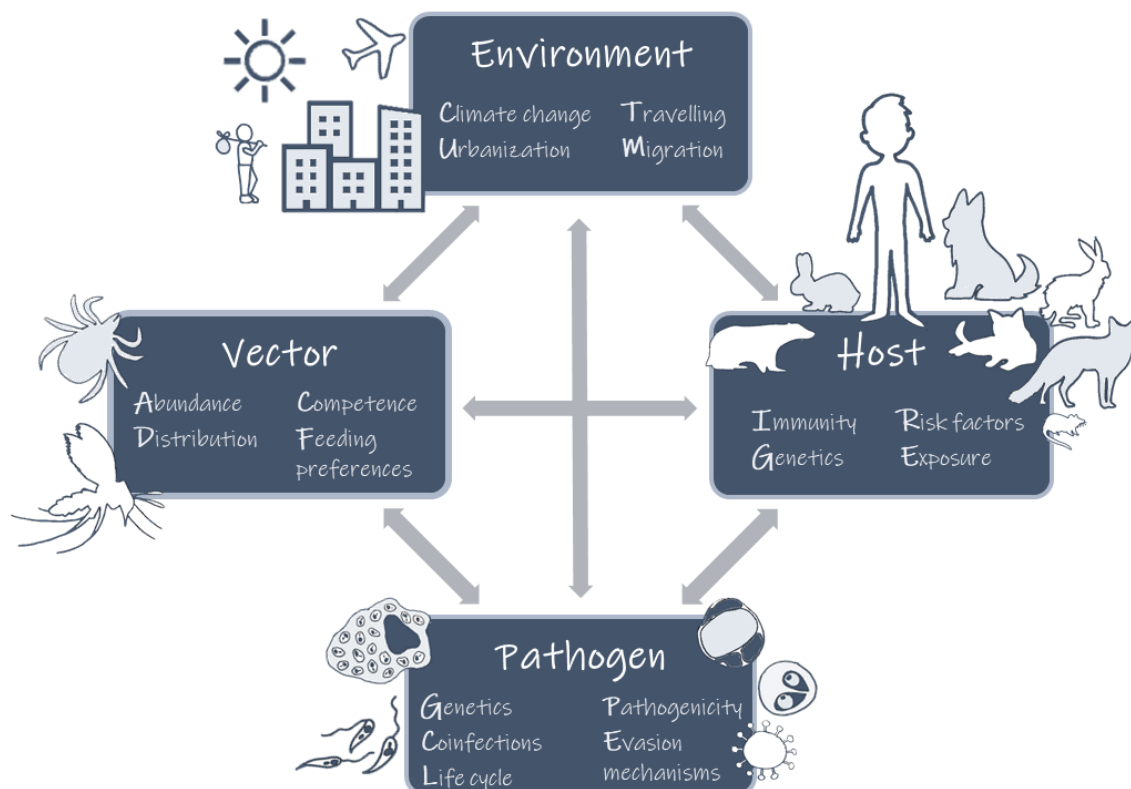 Environment
Climate change
Travelling
Urbanization
Migration
Vector
Abundance
Competence
Distribution
Feeding
preferences
Host
Immunity
Risk factors
Genetics
Exposure
Pathogen
Genetics
Pathogenicity
Coinfections
Evasion
mechanisms
Life cycle